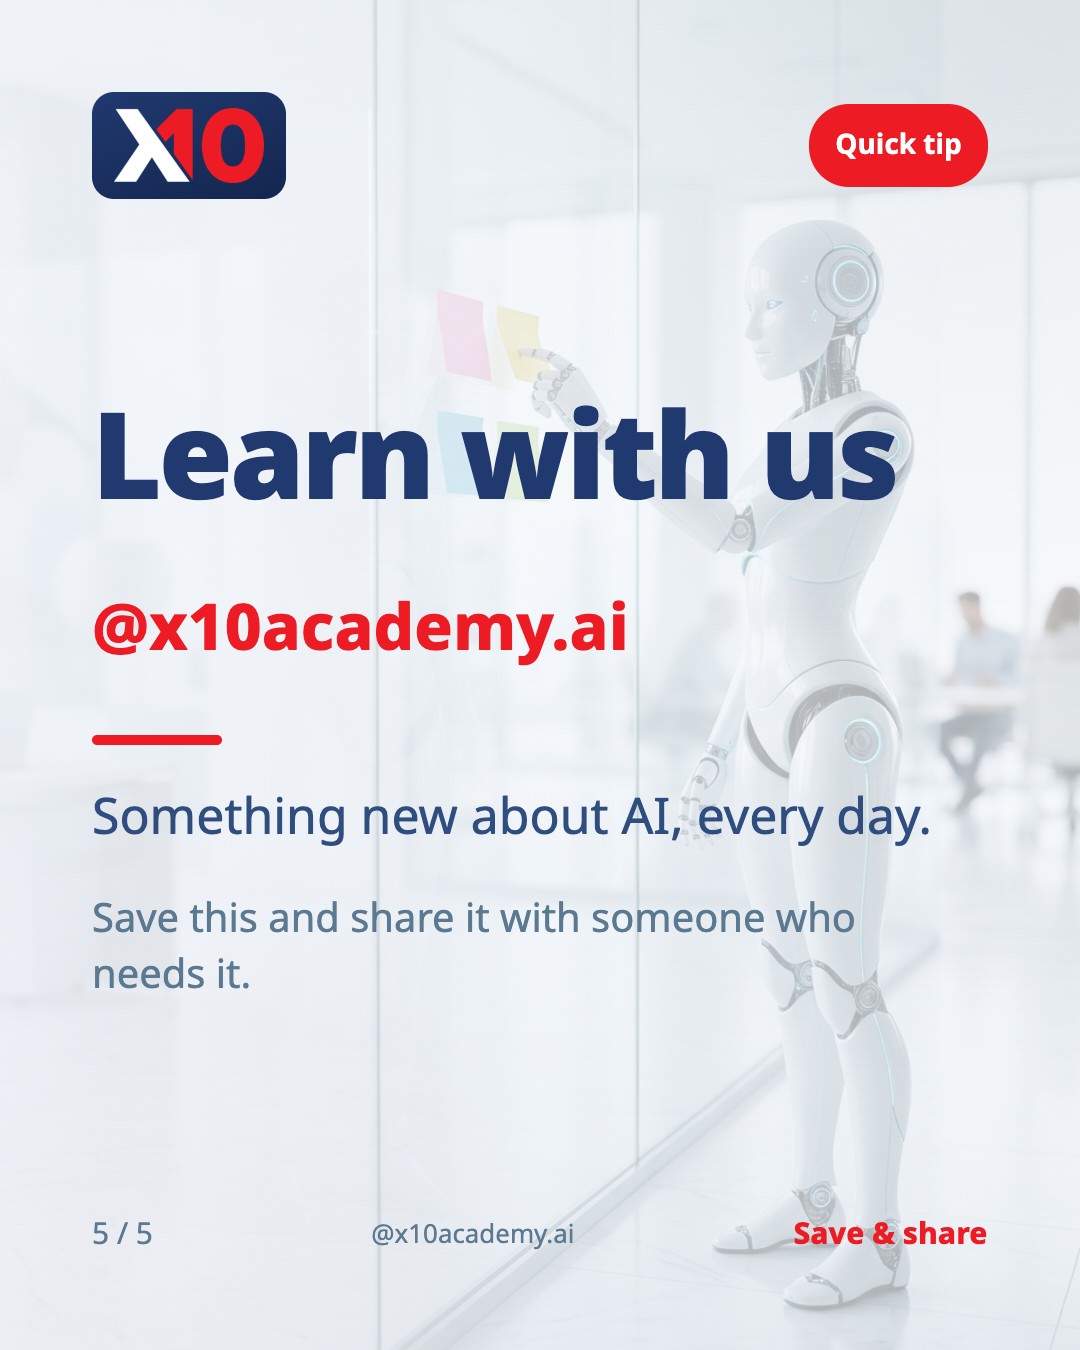 X10
Quick tip
Learn with us
@x10academy.ai
Something new about AI, every day.
Save this and share it with someone who
needs it.
5 / 5
@x10academy.ai
Save & share